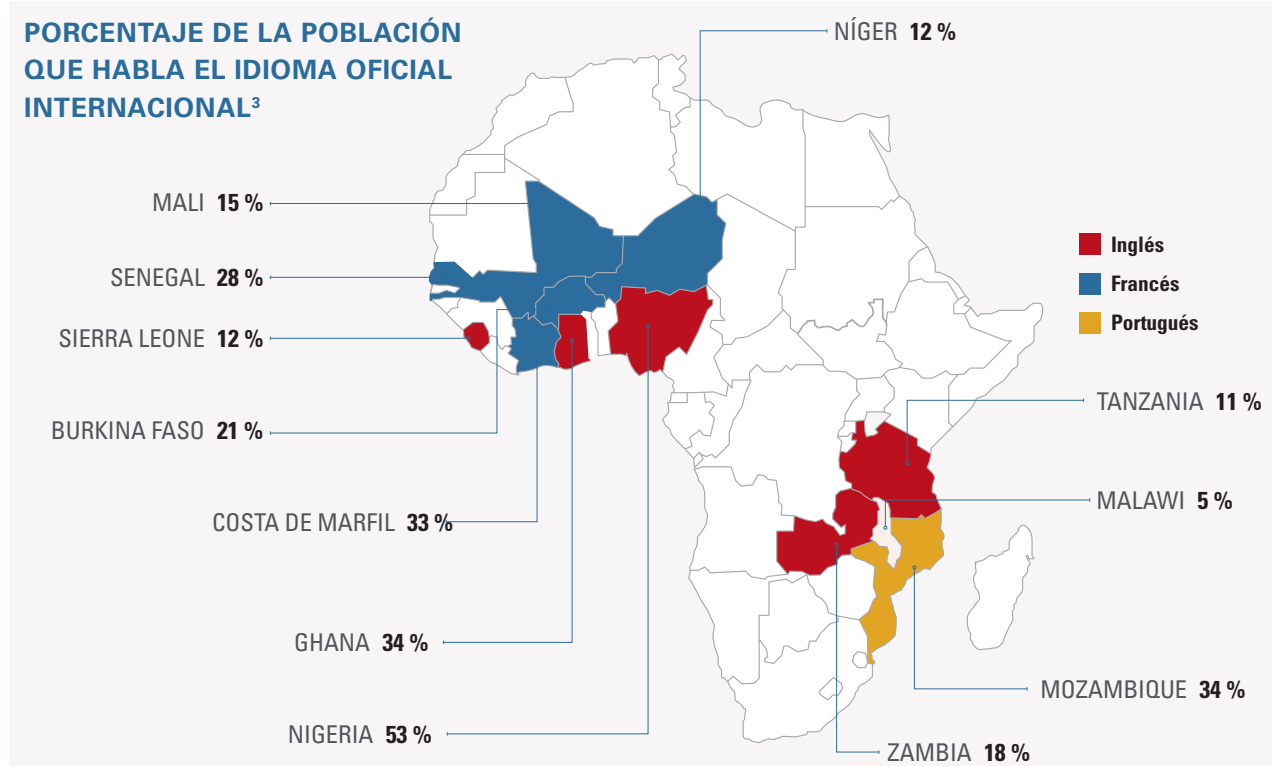 PORCENTAJE DE LA POBLACIÓN
QUE HABLA EL IDIOMA OFICIAL
INTERNACIONAL³
NÍGER 12 %
MALI 15 %
SENEGAL 28 %
SIERRA LEONE 12 %
BURKINA FASO 21 %
COSTA DE MARFIL 33 %
GHANA 34 %
NIGERIA 53 %
Inglés
Francés
Portugués
TANZANIA 11 %
MALAWI 5 %
MOZAMBIQUE 34 %
ZAMBIA 18 %